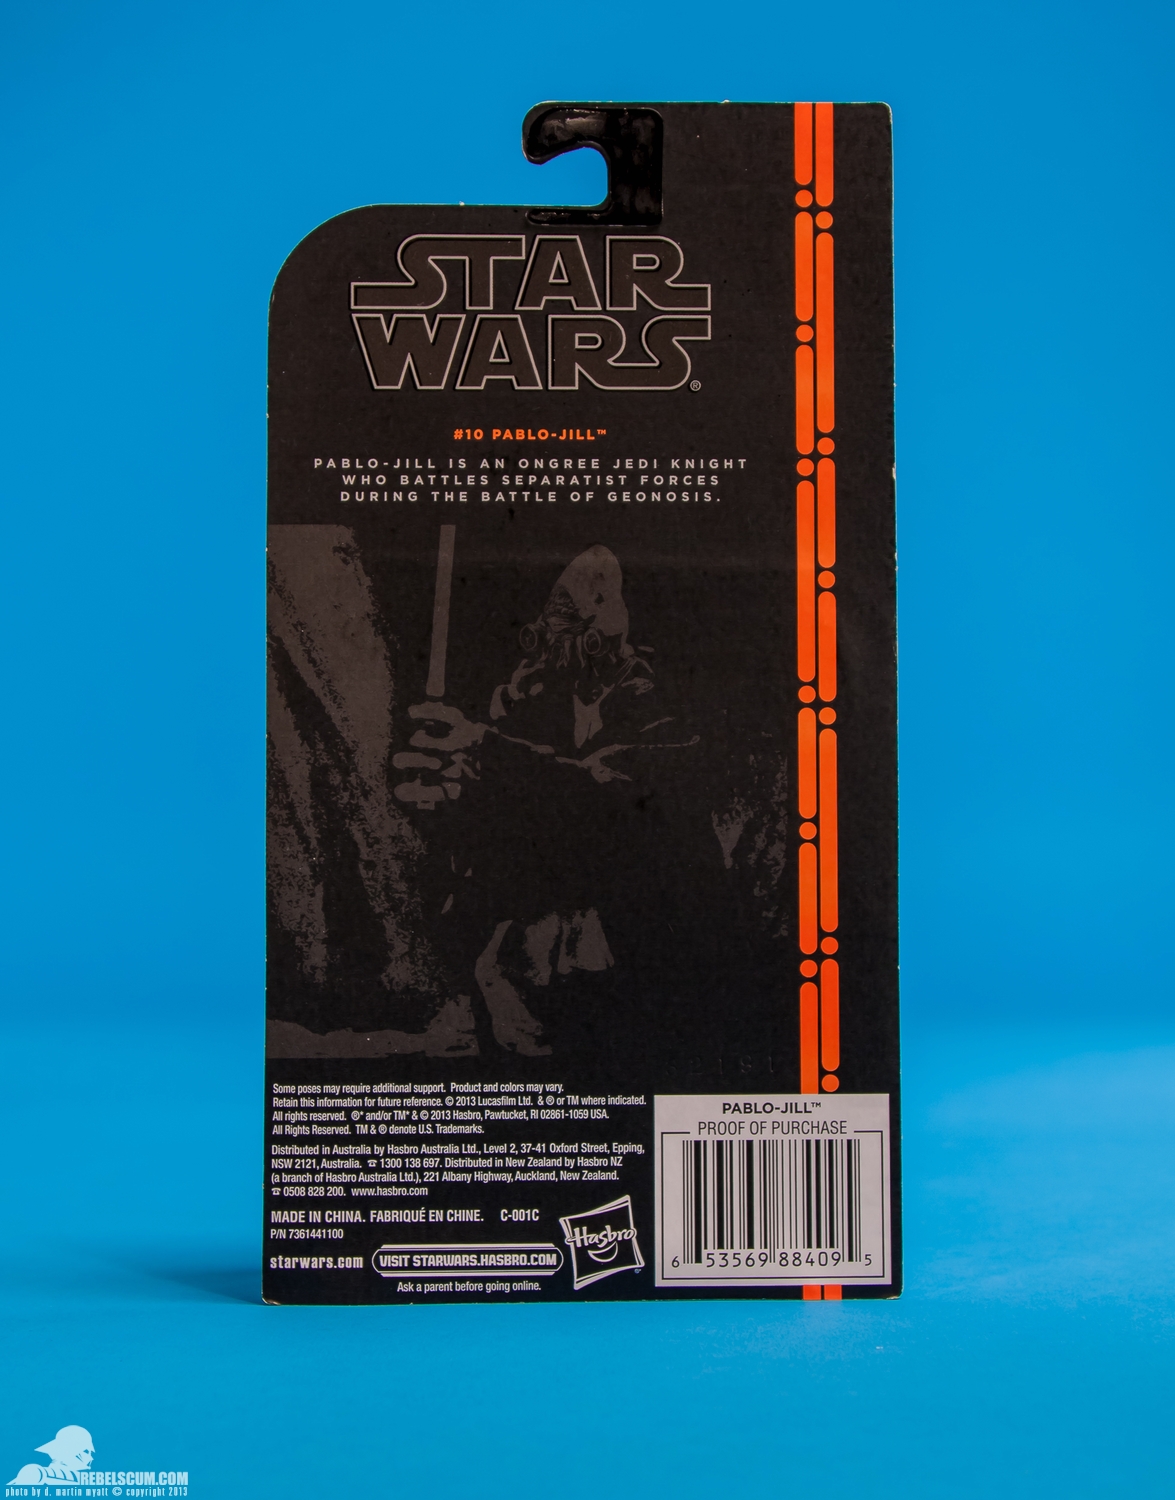 STAR
WARS®
#10 PABLO-JILL™
PABLO-JILL IS AN ONGREE JEDI KNIGHT
WHO BATTLES SEPARATIST FORCES
DURING THE BATTLE OF GEONOSIS.
Some poses may require additional support. Product and colors may vary.
Retain this information for future reference. © 2013 Lucasfilm Ltd. & ® or TM where indicated.
All rights reserved. ®* and/or TM* & © 2013 Hasbro, Pawtucket, RI 02861-1059 USA.
All Rights Reserved. TM & ® denote U.S. Trademarks.
Distributed in Australia by Hasbro Australia Ltd., Level 2, 37-41 Oxford Street, Epping,
NSW 2121, Australia. ☎ 1300 138 697. Distributed in New Zealand by Hasbro NZ
(a branch of Hasbro Australia Ltd.), 221 Albany Highway, Auckland, New Zealand.
☎ 0508 828 200. www.hasbro.com
MADE IN CHINA. FABRIQUÉ EN CHINE. C-001C
P/N 7361441100
starwars.com VISIT STARWARS.HASBRO.COM
Ask a parent before going online.
Hasbro
PABLO-JILL™
PROOF OF PURCHASE
6 53569 88409 5
REBELSCUM.COM
photo by d. martin myatt © copyright 2013